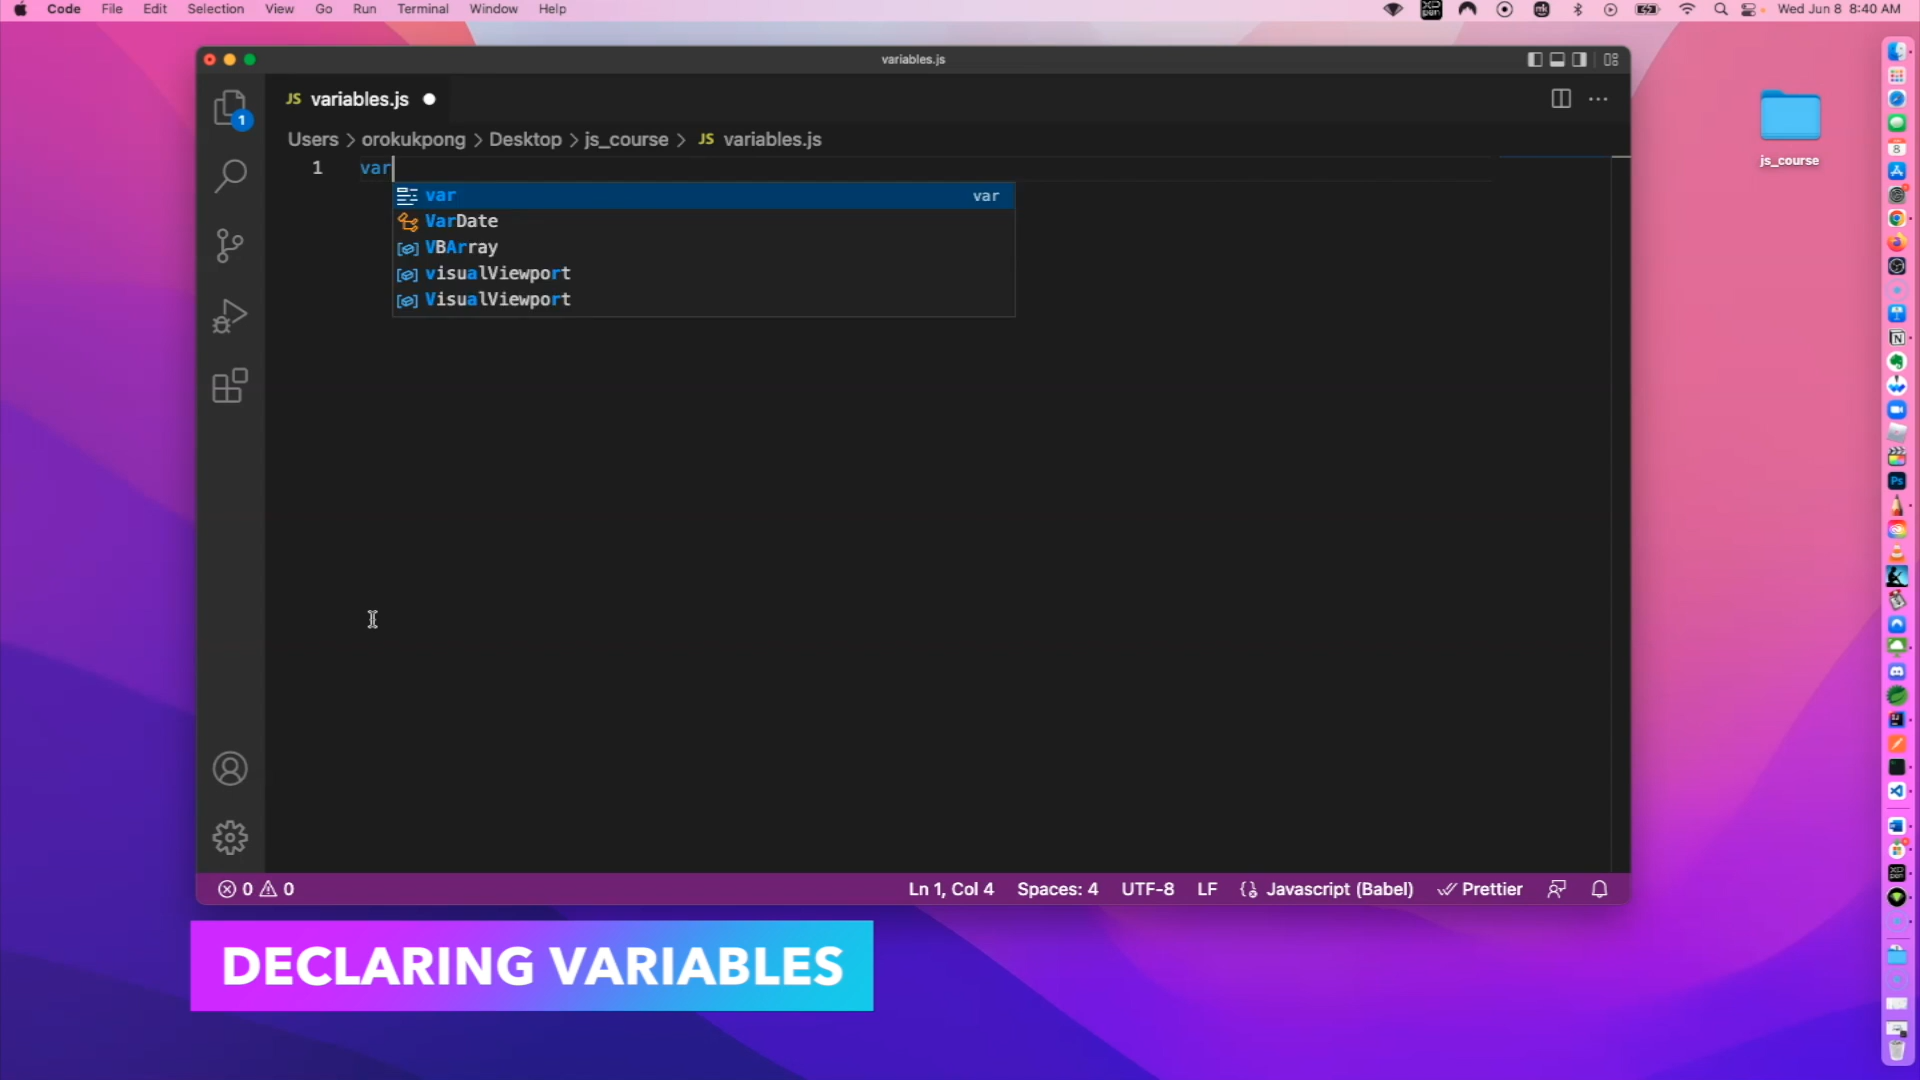 Code File Edit Selection View Go Run Terminal Window Help
Wed Jun 8 8:40 AM
variables.js
JS variables.js
Users > orokukpong > Desktop > js_course > JS variables.js
1 var
var var
VarDate
VBArray
visualViewport
VisualViewport
js_course
0 0 Ln 1, Col 4 Spaces: 4 UTF-8 LF Javascript (Babel) Prettier
DECLARING VARIABLES